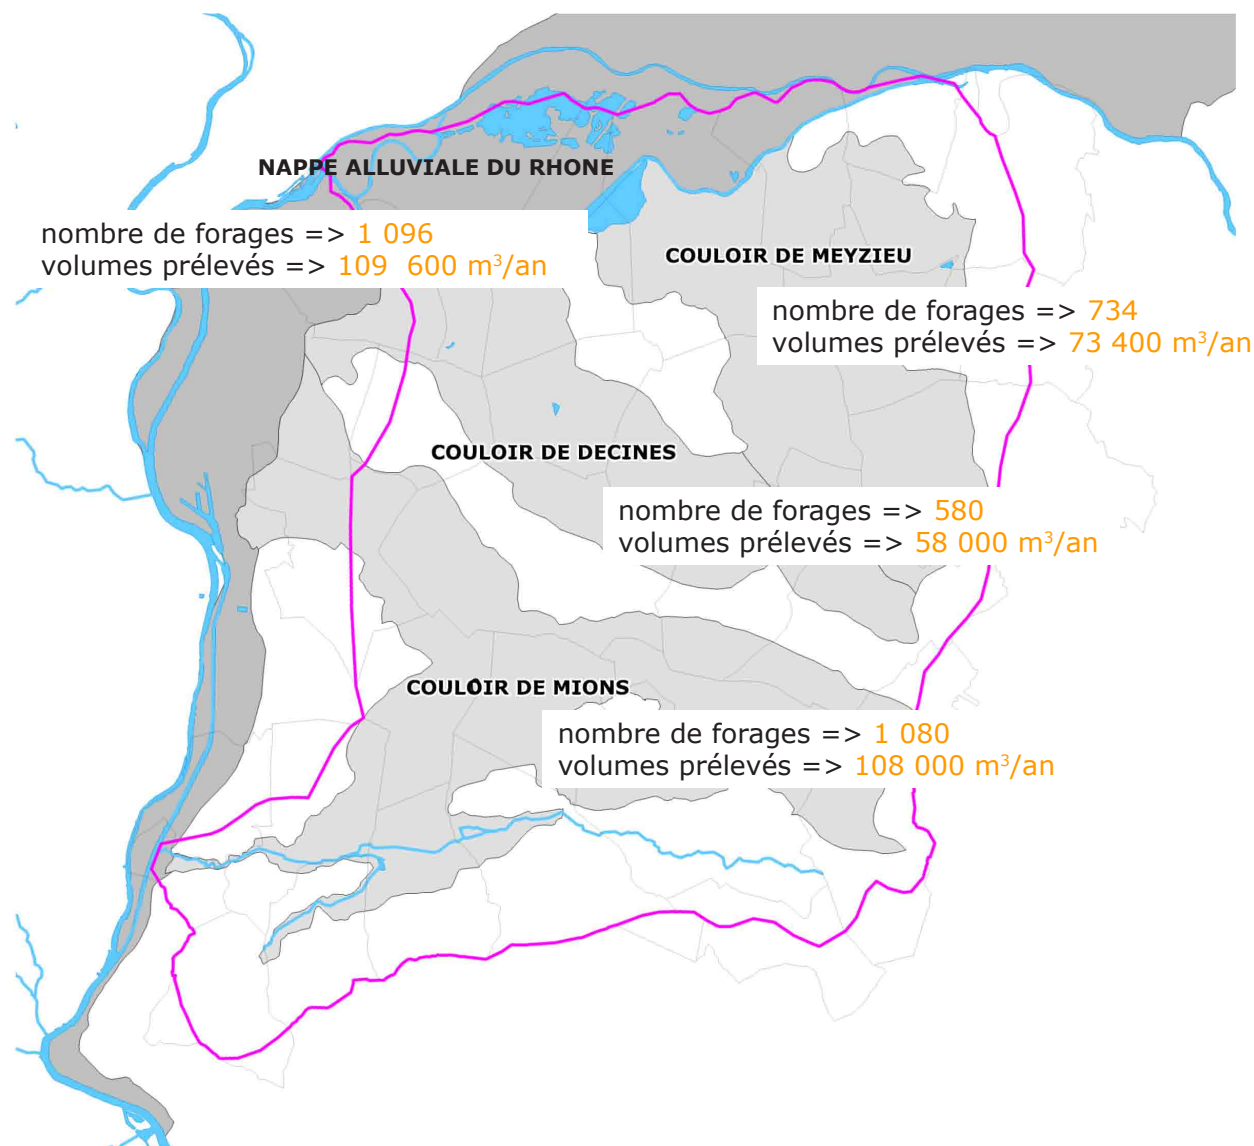 NAPPE ALLUVIALE DU RHONE
nombre de forages => 1 096
volumes prélevés => 109  600 m³/an
COULOIR DE MEYZIEU
nombre de forages => 734
volumes prélevés => 73 400 m³/an
COULOIR DE DECINES
nombre de forages => 580
volumes prélevés => 58 000 m³/an
COULOIR DE MIONS
nombre de forages => 1 080
volumes prélevés => 108 000 m³/an